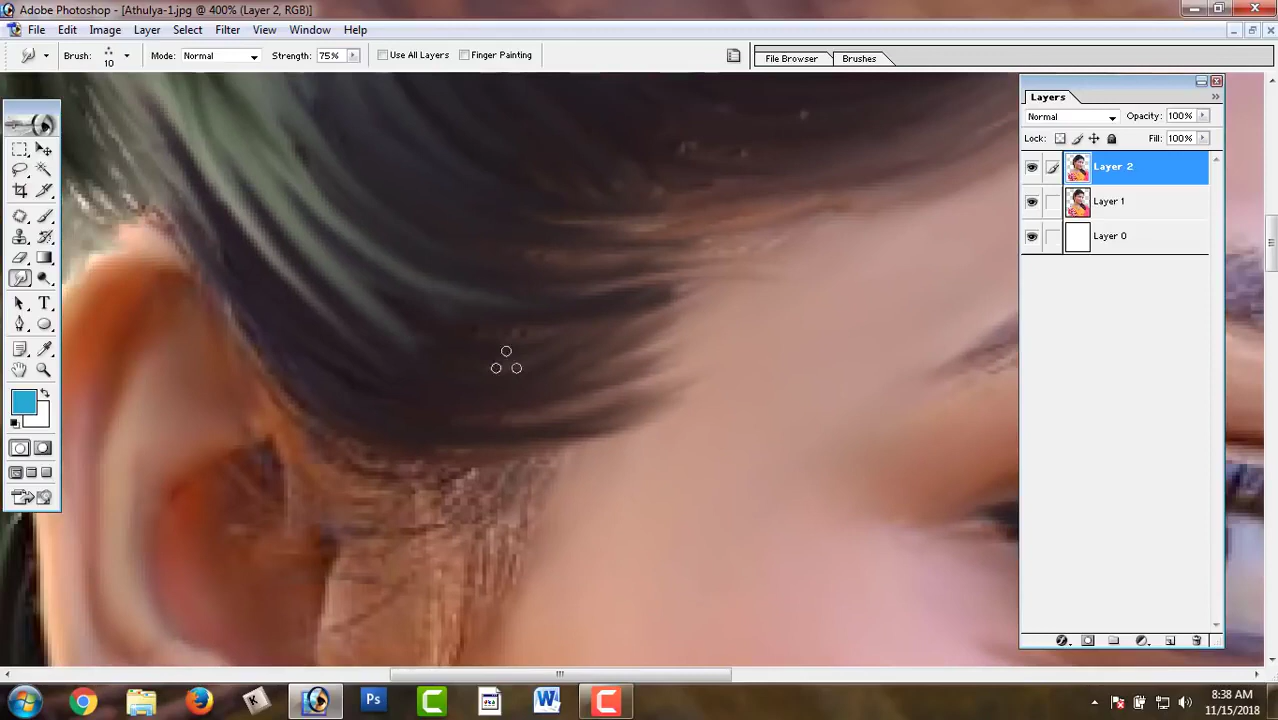 Adobe Photoshop - [Athulya-1.jpg @ 400% (Layer 2, RGB)]
File Edit Image Layer Select Filter View Window Help
Brush: 10 Mode: Normal Strength: 75% Use All Layers Finger Painting File Browser Brushes
Layers
Normal Opacity: 100%
Lock: Fill: 100%
Layer 2
Layer 1
Layer 0
T
K Ps C W C
8:38 AM
11/15/2018